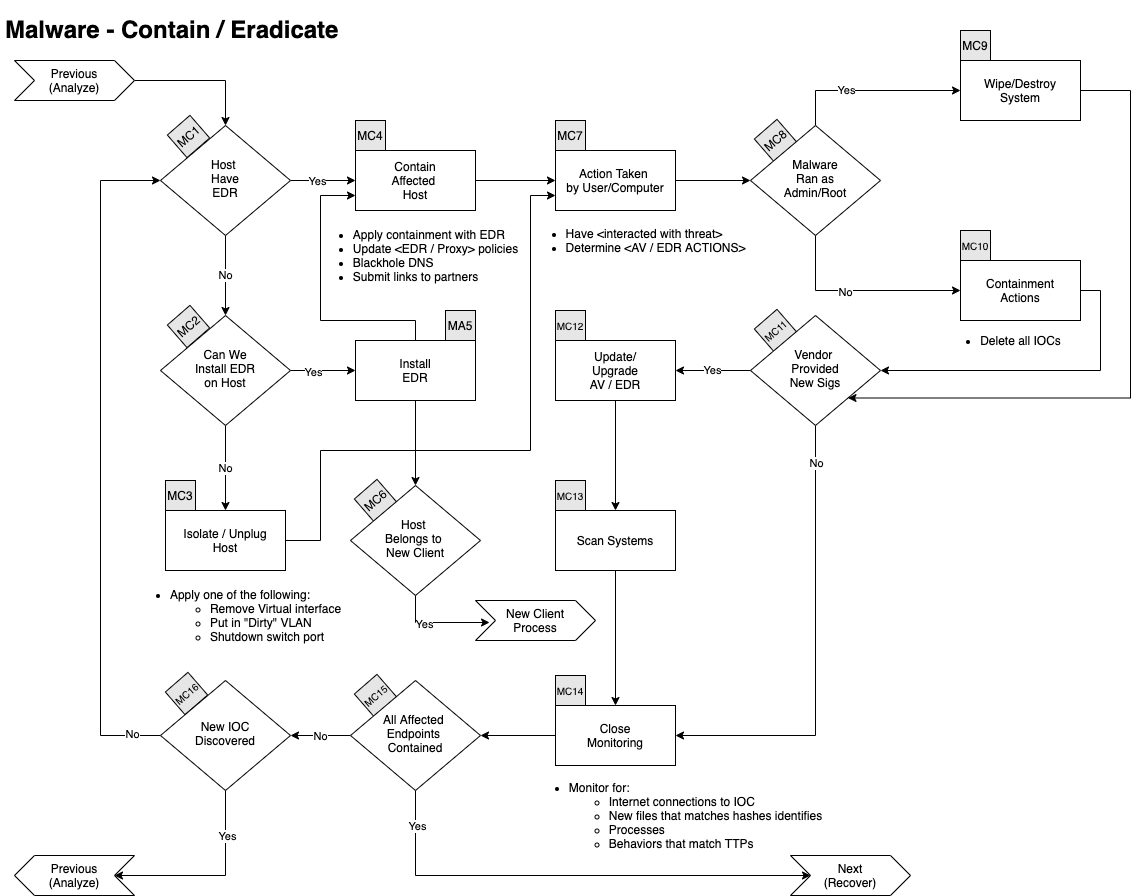 Malware - Contain / Eradicate
Previous
(Analyze)
MC1
Host
Have
EDR
Yes
No
MC4
Contain
Affected
Host
Apply containment with EDR
Update <EDR / Proxy> policies
Blackhole DNS
Submit links to partners
MC7
Action Taken
by User/Computer
Have <interacted with threat>
Determine <AV / EDR ACTIONS>
MC8
Malware
Ran as
Admin/Root
Yes
No
MC9
Wipe/Destroy
System
MC10
Containment
Actions
Delete all IOCs
MC2
Can We
Install EDR
on Host
Yes
No
MA5
Install
EDR
MC12
Update/
Upgrade
AV / EDR
MC11
Vendor
Provided
New Sigs
Yes
No
MC3
Isolate / Unplug
Host
Apply one of the following:
Remove Virtual interface
Put in "Dirty" VLAN
Shutdown switch port
MC6
Host
Belongs to
New Client
Yes
New Client
Process
MC13
Scan Systems
MC14
Close
Monitoring
Monitor for:
Internet connections to IOC
New files that matches hashes identifies
Processes
Behaviors that match TTPs
MC15
All Affected
Endpoints
Contained
No
Yes
MC16
New IOC
Discovered
No
Yes
Previous
(Analyze)
Next
(Recover)